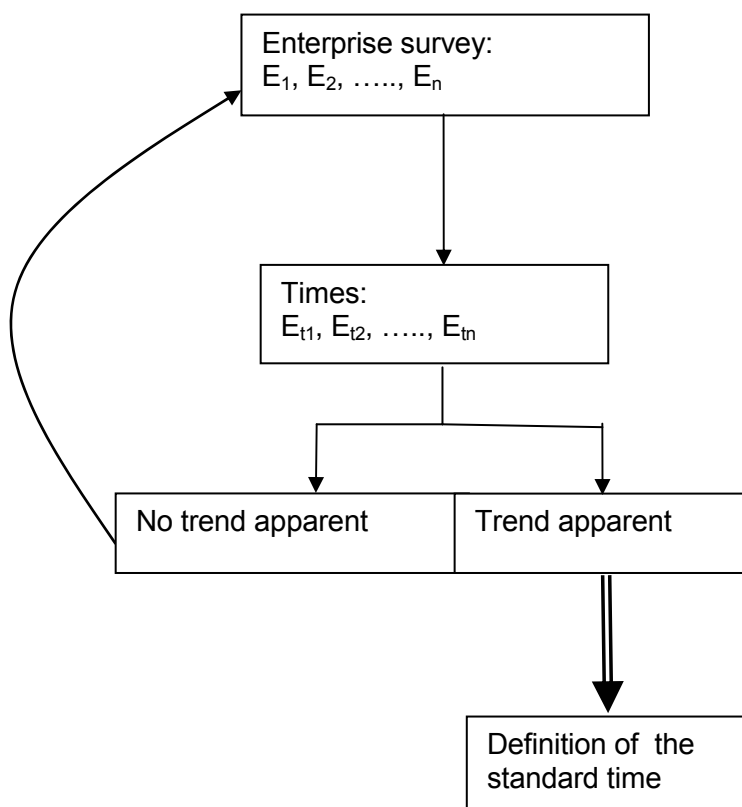 Enterprise survey:
E₁, E₂, ….., Eₙ
Times:
Eₜ₁, Eₜ₂, ….., Eₜₙ
No trend apparent
Trend apparent
Definition of the
standard time